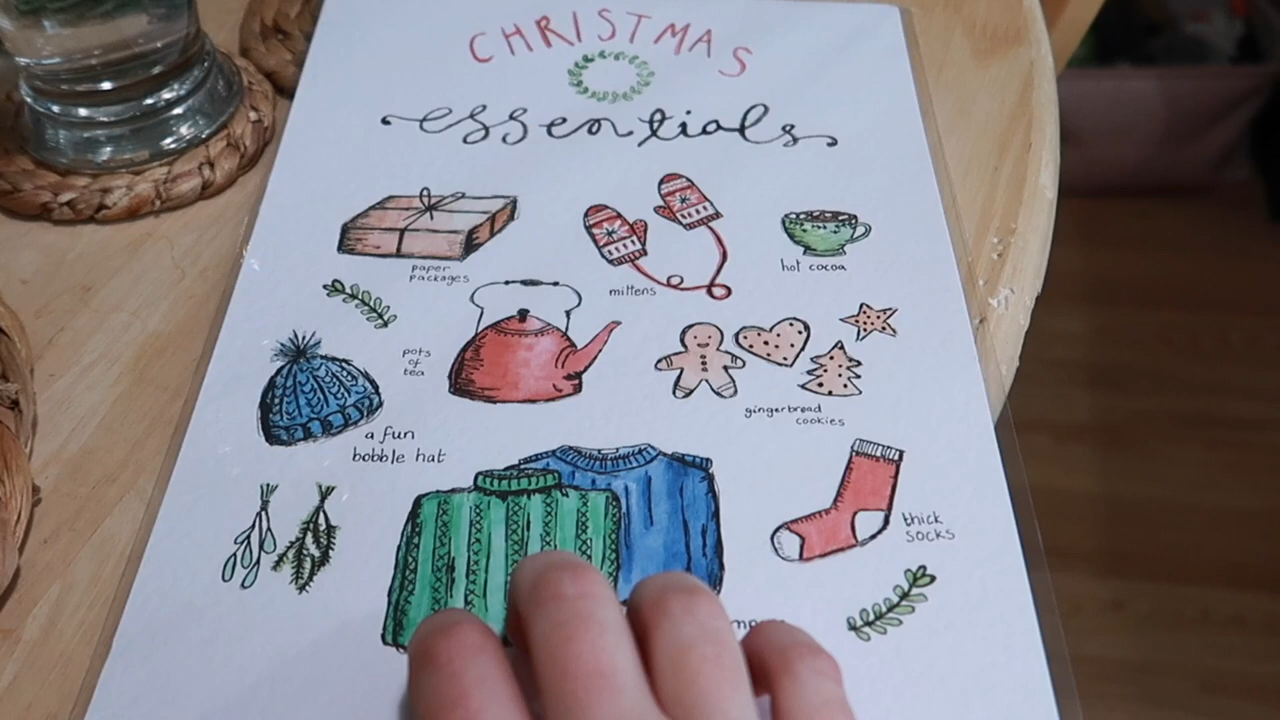 CHRISTMAS
essentials
paper
packages
mittens
hot cocoa
pots
of
tea
gingerbread
cookies
a fun
bobble hat
thick
socks